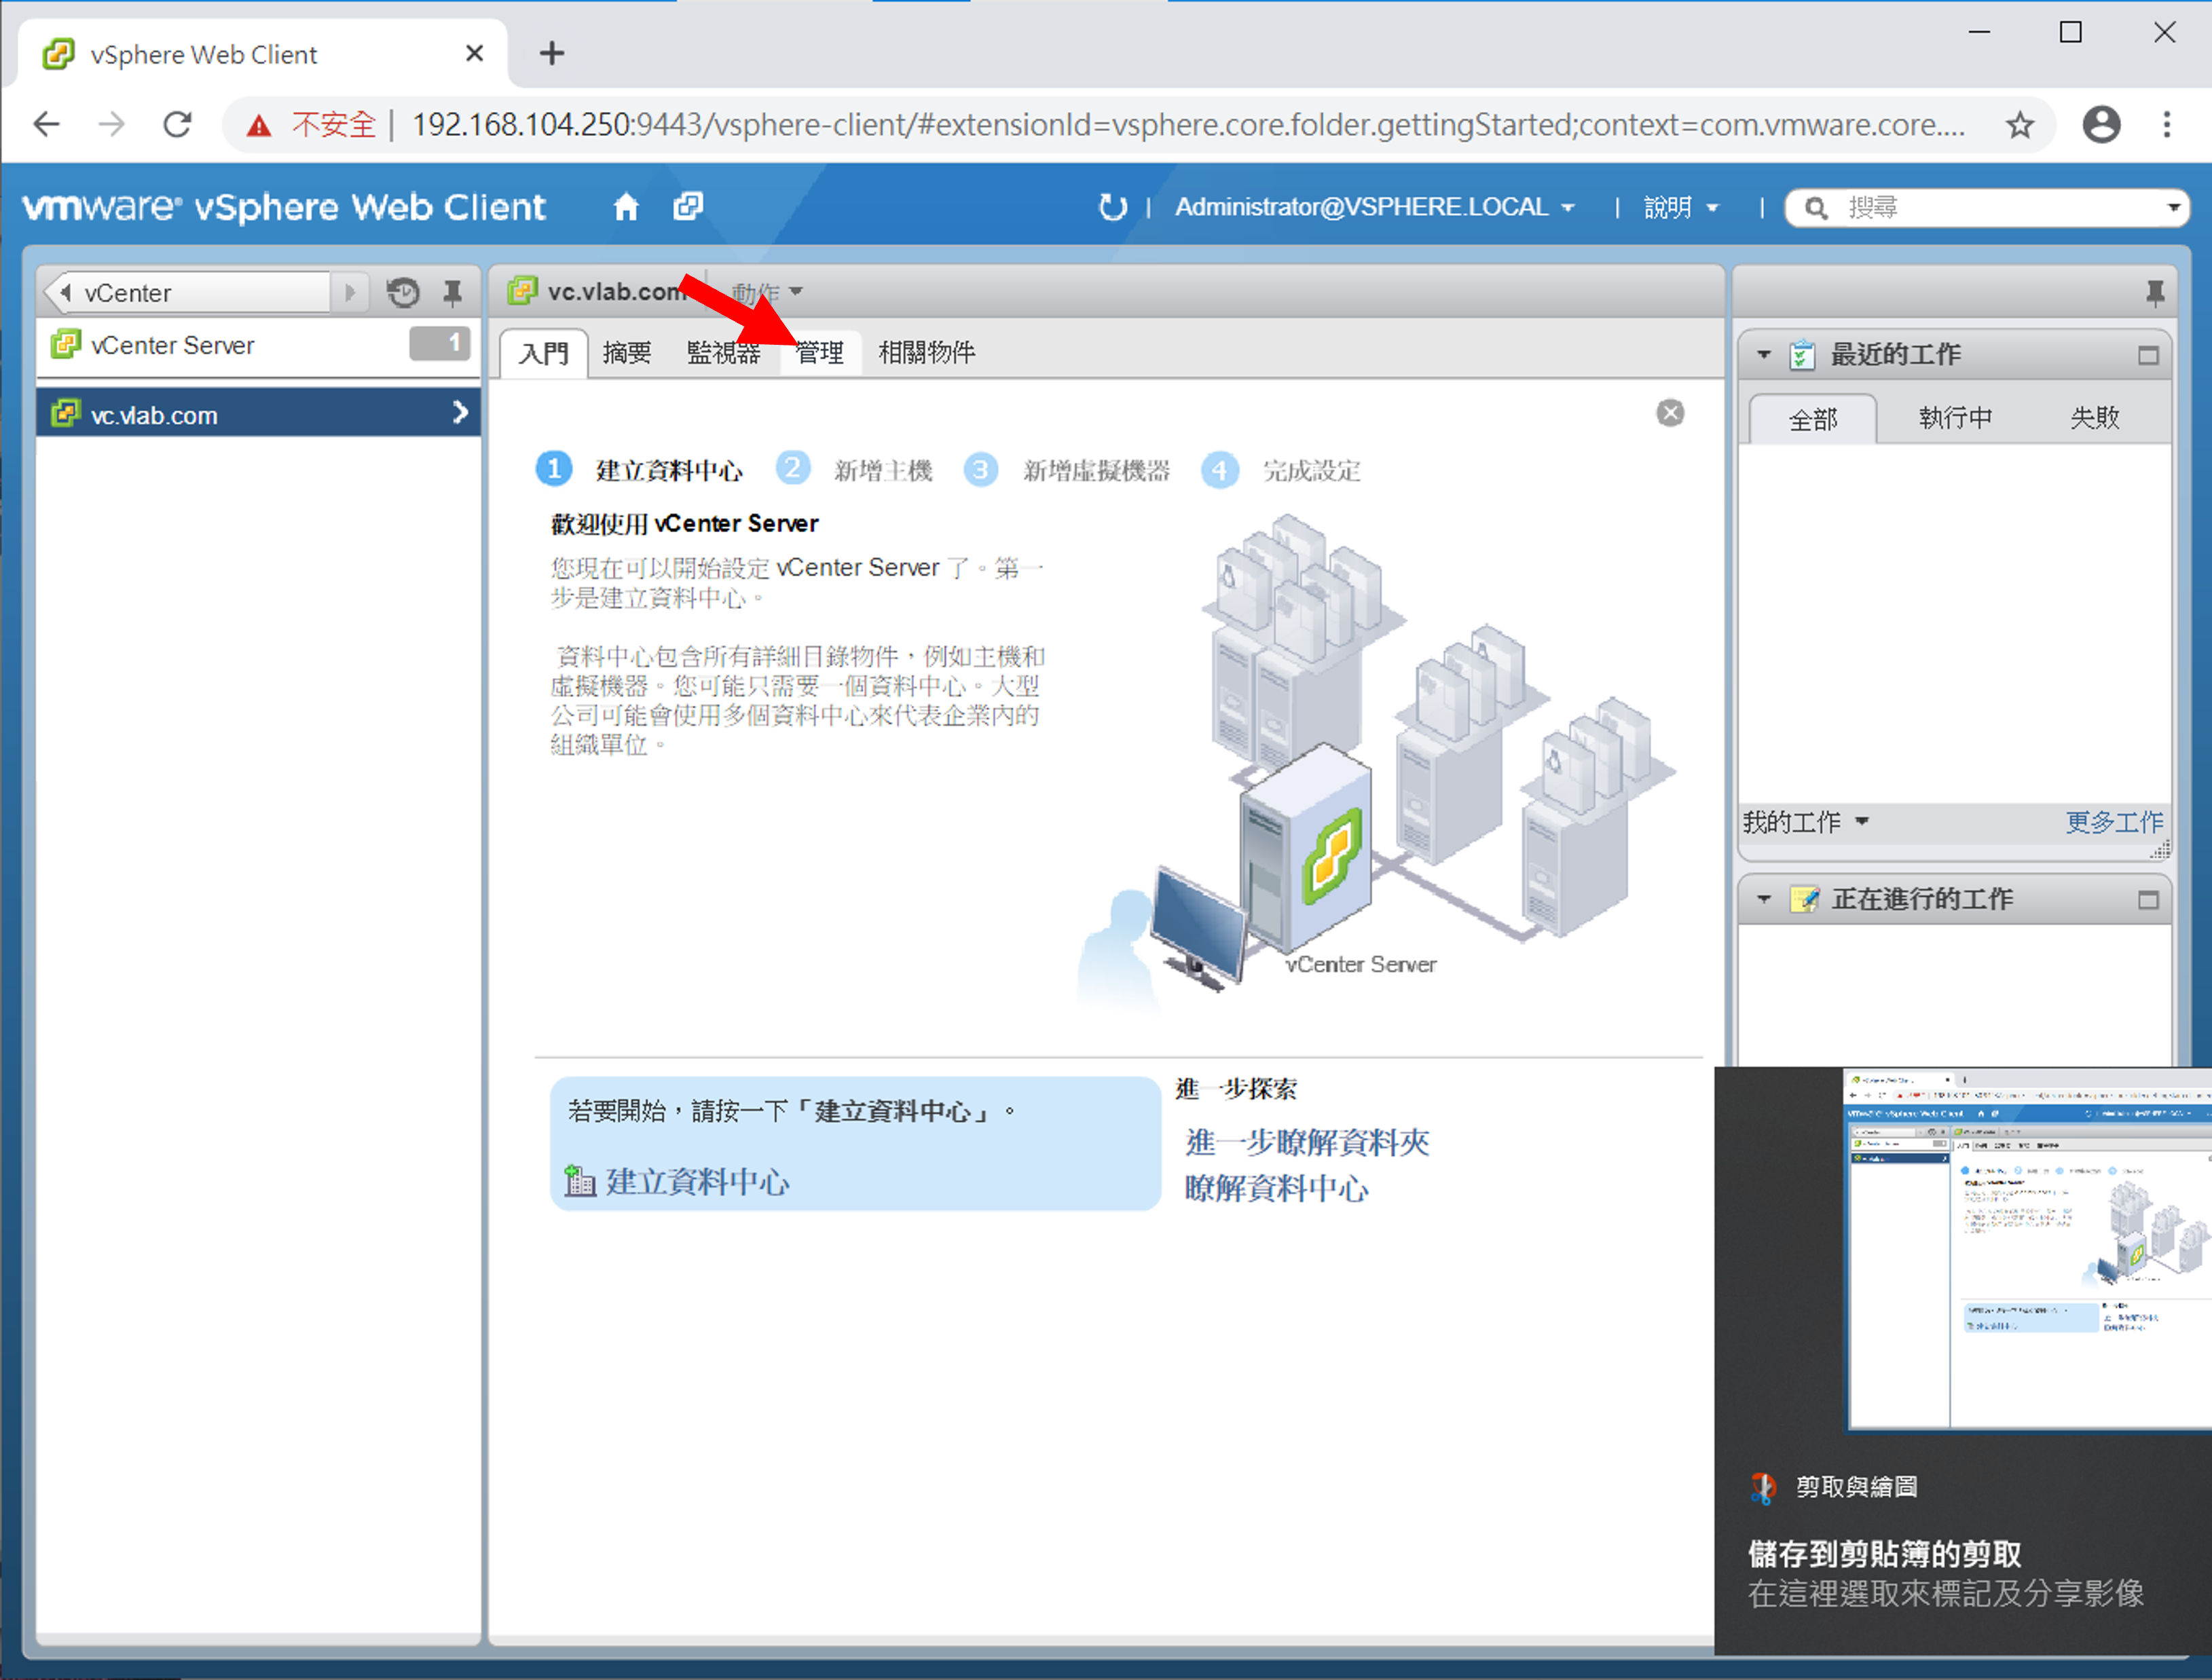 vSphere Web Client
不安全 | 192.168.104.250:9443/vsphere-client/#extensionId=vsphere.core.folder.gettingStarted;context=com.vmware.core....
vmware® vSphere Web Client
Administrator@VSPHERE.LOCAL
說明
搜尋
vCenter
vCenter Server
1
vc.vlab.com
vc.vlab.com
動作
入門 摘要 監視器 管理 相關物件
1 建立資料中心 2 新增主機 3 新增虛擬機器 4 完成設定
歡迎使用 vCenter Server
您現在可以開始設定 vCenter Server 了。第一
步是建立資料中心。
資料中心包含所有詳細目錄物件，例如主機和
虛擬機器。您可能只需要一個資料中心。大型
公司可能會使用多個資料中心來代表企業內的
組織單位。
vCenter Server
若要開始，請按一下「建立資料中心」。
建立資料中心
進一步探索
進一步瞭解資料夾
瞭解資料中心
最近的工作
全部 執行中 失敗
我的工作 更多工作
正在進行的工作
剪取與繪圖
儲存到剪貼簿的剪取
在這裡選取來標記及分享影像